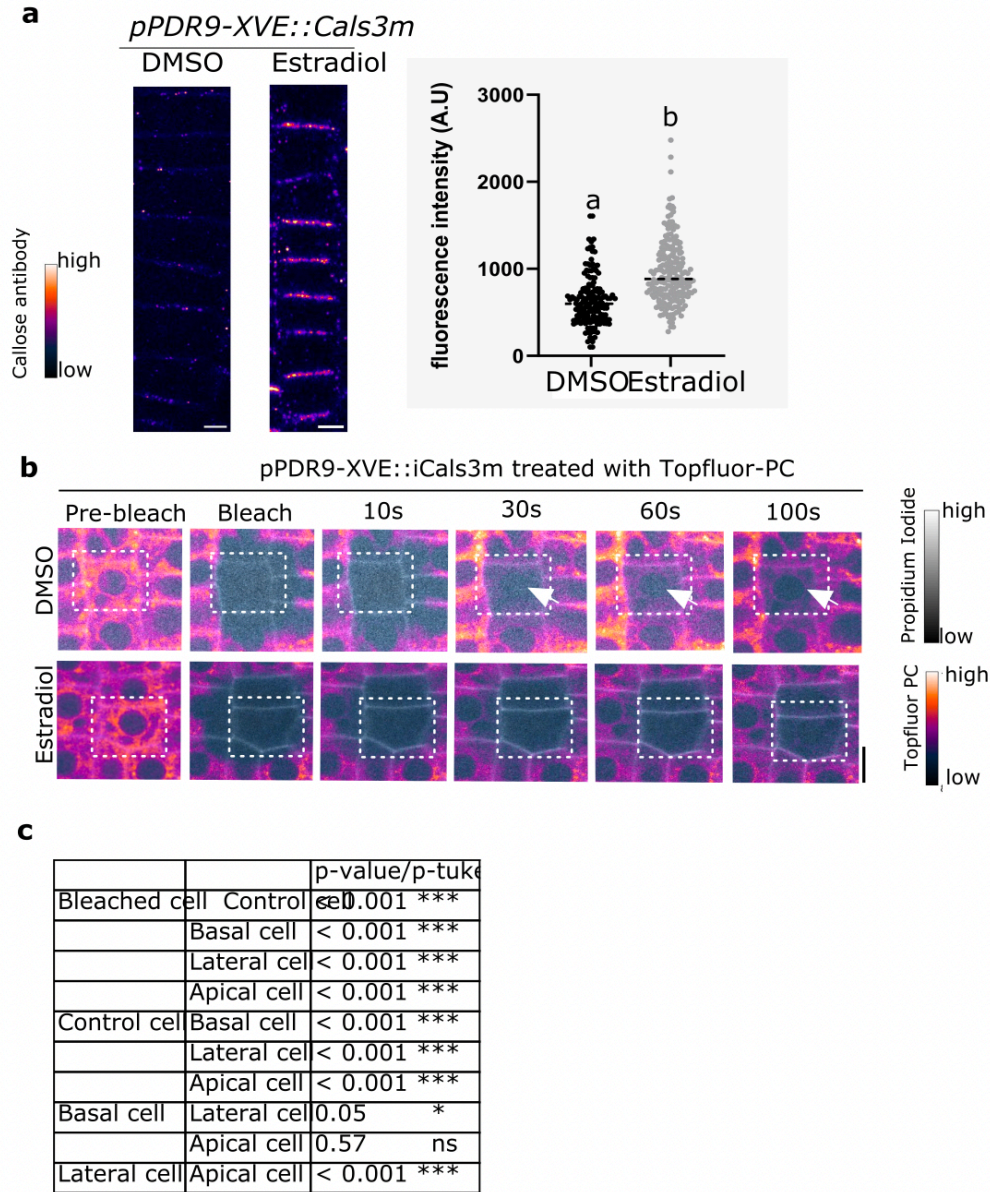 a
pPDR9-XVE::Cals3m
DMSO Estradiol
Callose antibody
high
low
fluorescence intensity (A.U)
3000
2000
1000
0
a
b
DMSO Estradiol
b
pPDR9-XVE::iCals3m treated with Topfluor-PC
Pre-bleach Bleach 10s 30s 60s 100s
DMSO
Estradiol
Propidium Iodide
high
low
Topfluor PC
high
low
c
p-value/p-tuke
Bleached cell Control cell < 0.001 ***
Basal cell < 0.001 ***
Lateral cell < 0.001 ***
Apical cell < 0.001 ***
Control cell Basal cell < 0.001 ***
Lateral cell < 0.001 ***
Apical cell < 0.001 ***
Basal cell Lateral cell 0.05 *
Apical cell 0.57 ns
Lateral cell Apical cell < 0.001 ***